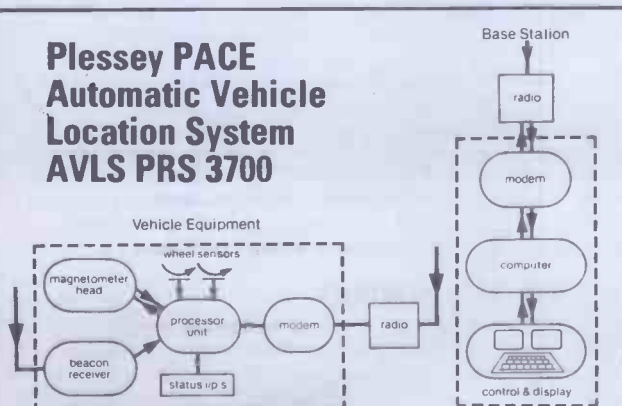 Plessey PACE
Automatic Vehicle
Location System
AVLS PRS 3700
Base Station
radio
modem
computer
control & display
Vehicle Equipment
wheel sensors
magnetometer
head
processor
unit
modem
radio
beacon
receiver
status i/p s